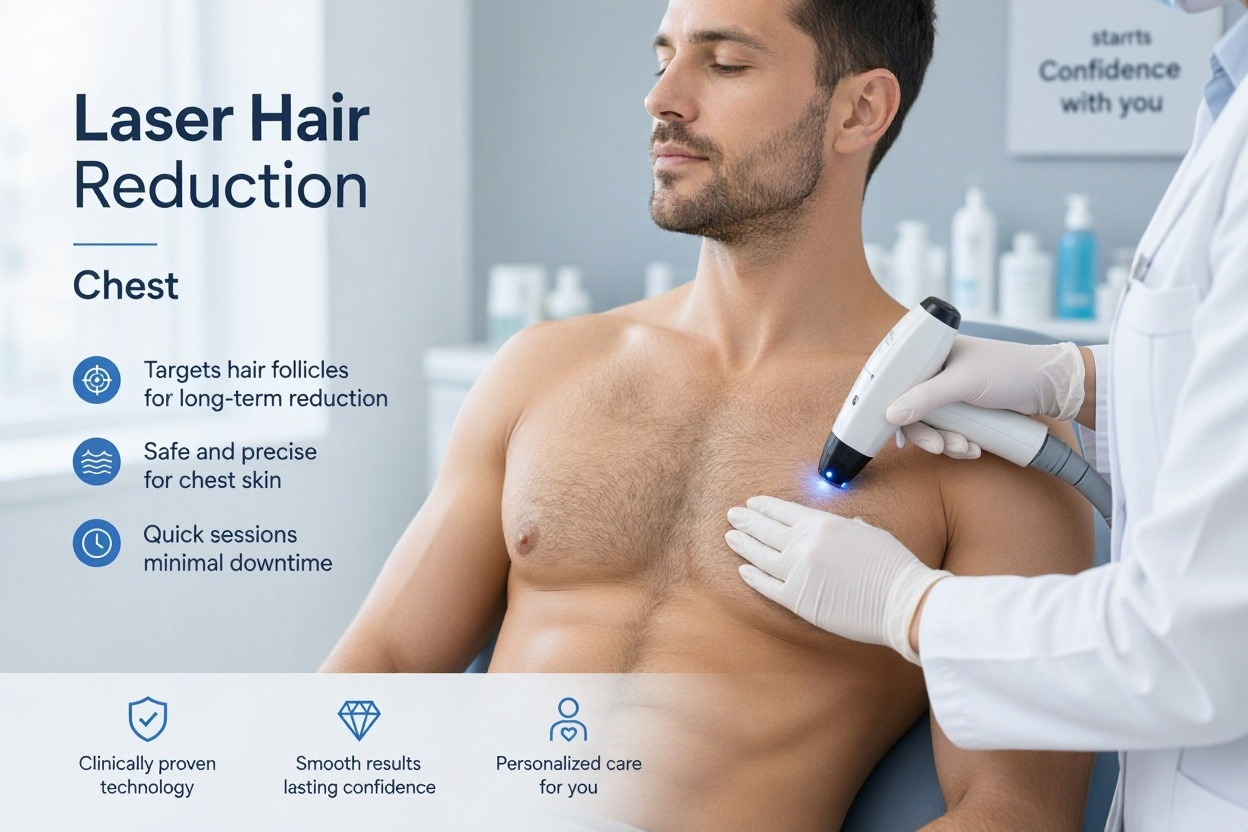 Laser Hair
Reduction
Chest
Targets hair follicles
for long-term reduction
Safe and precise
for chest skin
Quick sessions
minimal downtime
Clinically proven
technology
Smooth results
lasting confidence
Personalized care
for you
starrts
Confidence
with you